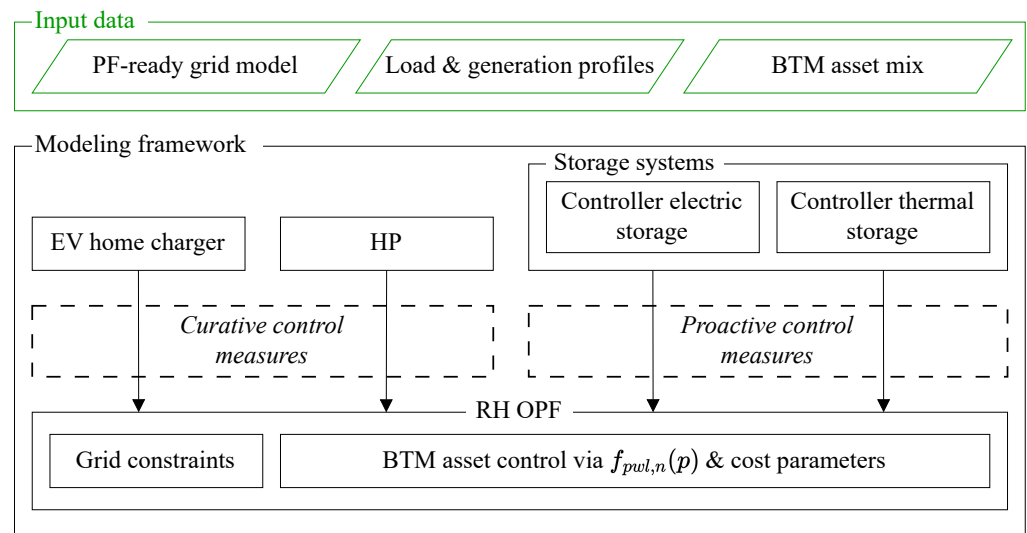 Input data
PF-ready grid model
Load & generation profiles
BTM asset mix
Modeling framework
Storage systems
EV home charger
HP
Controller electric
storage
Controller thermal
storage
Curative control
measures
Proactive control
measures
RH OPF
Grid constraints
BTM asset control via f_{pwl,n}(p) & cost parameters